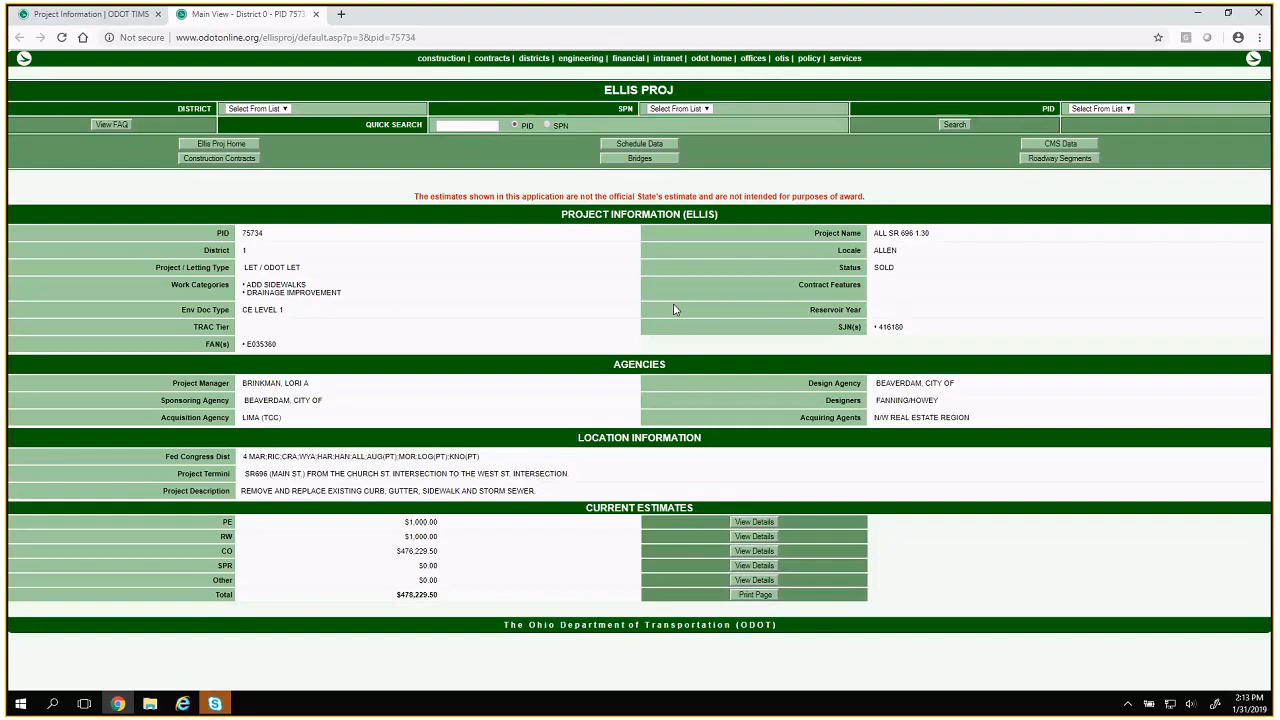 Project Information | ODOT TIMS
Main View - District 0 - PID 7573
Not secure | www.odotonline.org/ellisproj/default.asp?p=3&pid=75734
construction | contracts | districts | engineering | financial | intranet | odot home | offices | otis | policy | services
ELLIS PROJ
DISTRICT Select From List SPN Select From List PID Select From List
View FAQ QUICK SEARCH PID SPN Search
Ellis Proj Home Schedule Data CMS Data
Construction Contracts Bridges Roadway Segments
The estimates shown in this application are not the official State's estimate and are not intended for purposes of award.
PROJECT INFORMATION (ELLIS)
PID 75734 Project Name ALL SR 696 1.30
District 1 Locale ALLEN
Project / Letting Type LET / ODOT LET Status SOLD
Work Categories • ADD SIDEWALKS Contract Features
• DRAINAGE IMPROVEMENT
Env Doc Type CE LEVEL 1 Reservoir Year
TRAC Tier SJN(s) • 416180
FAN(s) • E035360
AGENCIES
Project Manager BRINKMAN, LORI A Design Agency BEAVERDAM, CITY OF
Sponsoring Agency BEAVERDAM, CITY OF Designers FANNING/HOWEY
Acquisition Agency LIMA (TCC) Acquiring Agents N/W REAL ESTATE REGION
LOCATION INFORMATION
Fed Congress Dist 4 MAR;RIC;CRA;WYA;HAR;HAN;ALL;AUG(PT);MOR;LOG(PT);KNO(PT)
Project Termini SR696 (MAIN ST.) FROM THE CHURCH ST. INTERSECTION TO THE WEST ST. INTERSECTION.
Project Description REMOVE AND REPLACE EXISTING CURB, GUTTER, SIDEWALK AND STORM SEWER.
CURRENT ESTIMATES
PE $1,000.00 View Details
RW $1,000.00 View Details
CO $476,229.50 View Details
SPR $0.00 View Details
Other $0.00 View Details
Total $478,229.50 Print Page
The Ohio Department of Transportation (ODOT)
2:13 PM
1/31/2019